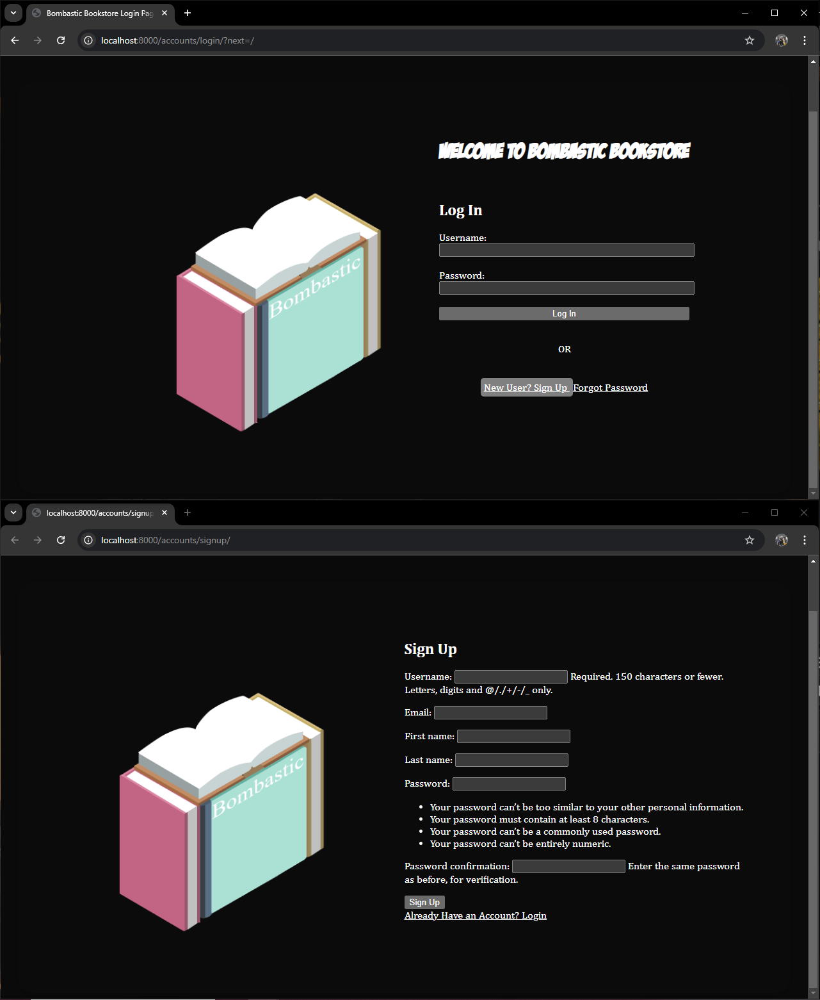 Bombastic Bookstore Login Pag
localhost:8000/accounts/login/?next=/
WELCOME TO BOMBASTIC BOOKSTORE
Log In
Username:
Password:
Log In
OR
New User? Sign Up Forgot Password
Bombastic
localhost:8000/accounts/signup
localhost:8000/accounts/signup/
Sign Up
Username: Required. 150 characters or fewer.
Letters, digits and @/./+/-/_ only.
Email:
First name:
Last name:
Password:
• Your password can’t be too similar to your other personal information.
• Your password must contain at least 8 characters.
• Your password can’t be a commonly used password.
• Your password can’t be entirely numeric.
Password confirmation: Enter the same password
as before, for verification.
Sign Up
Already Have an Account? Login
Bombastic